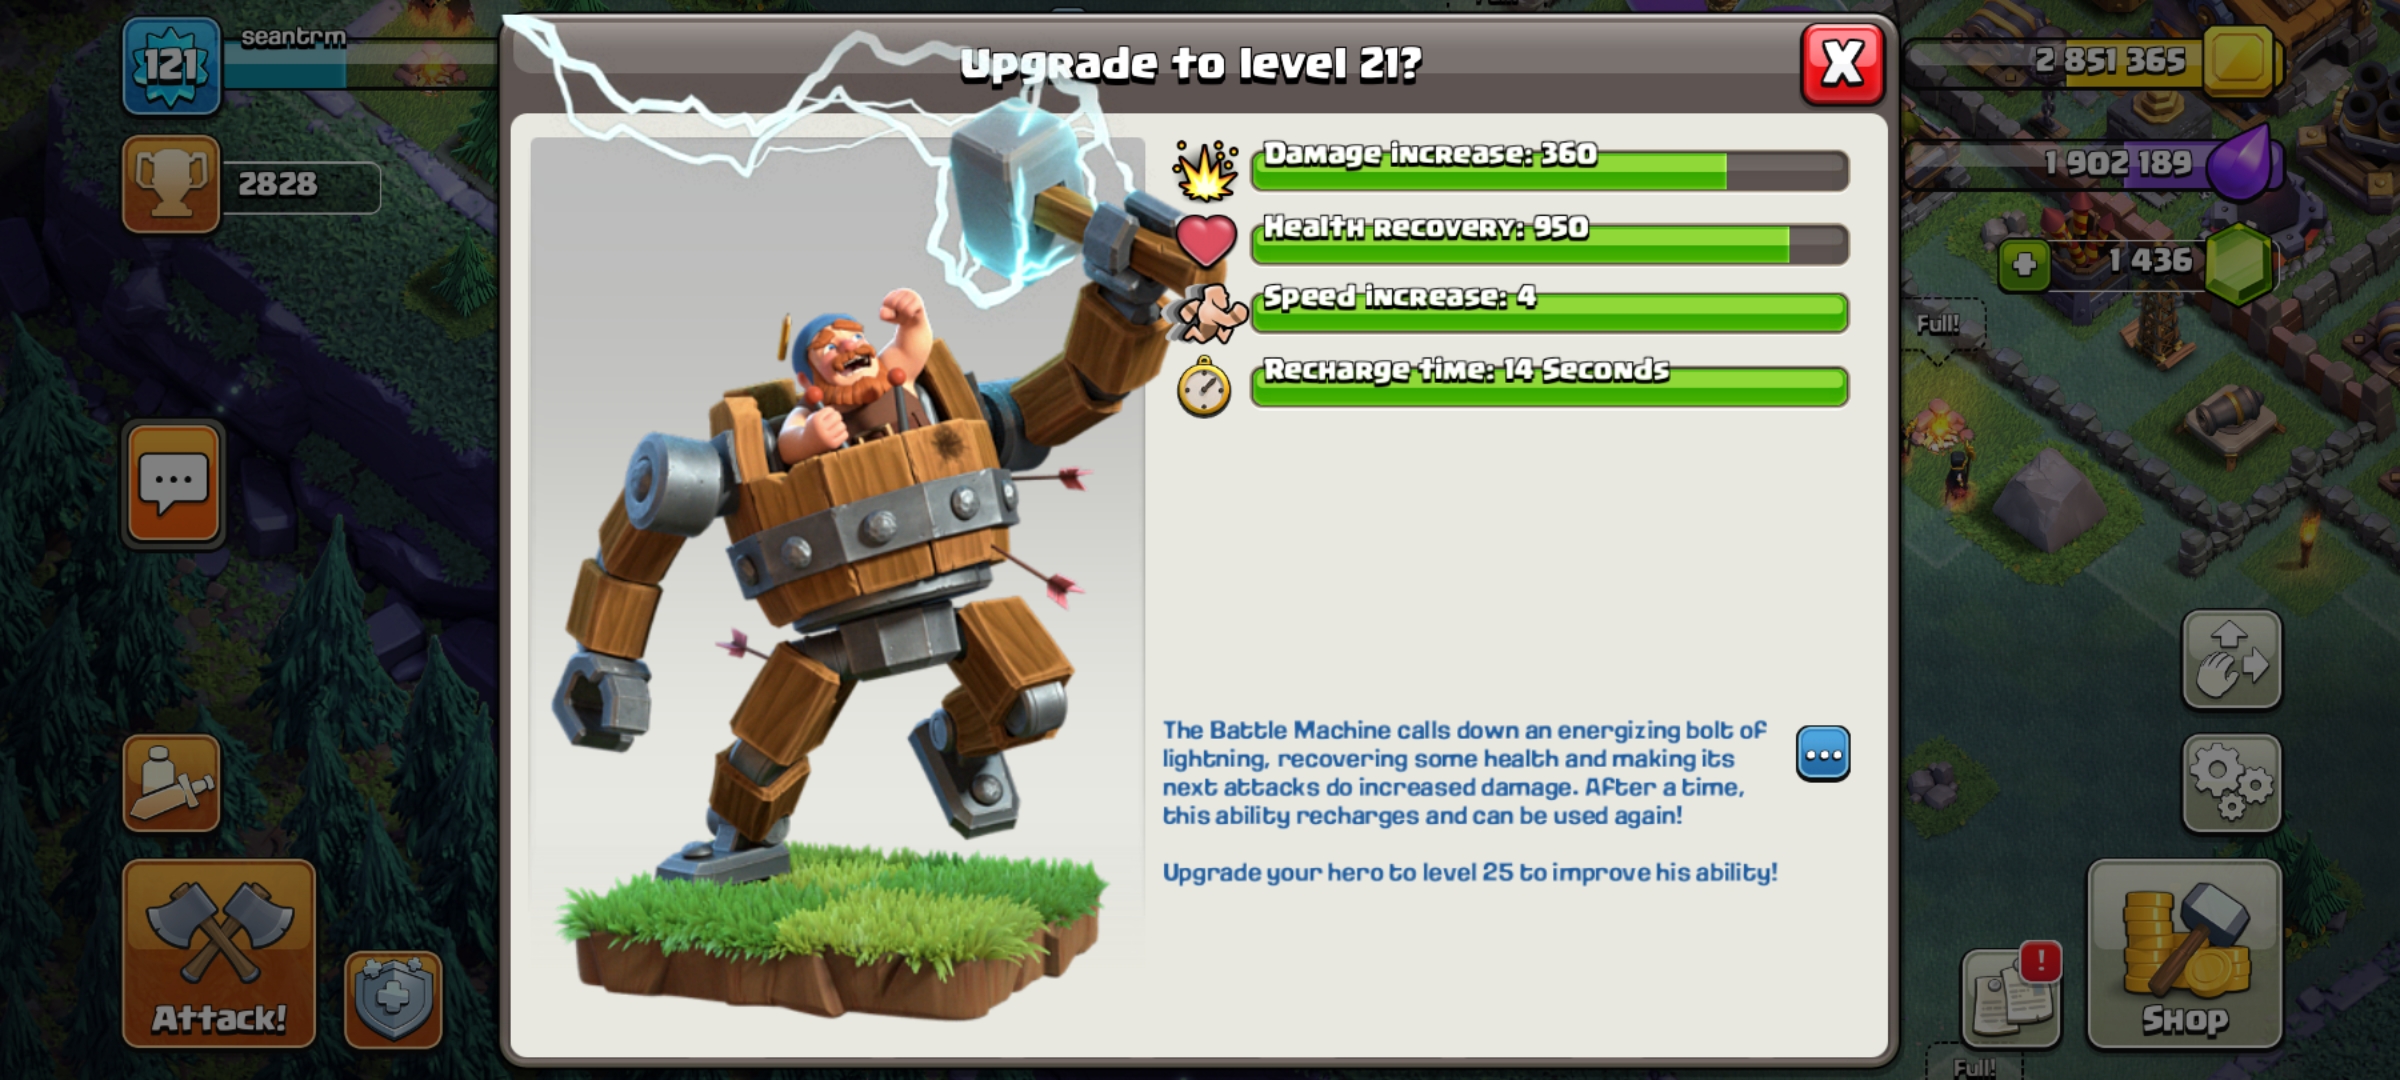 121
seantrm
2828
Upgrade to level 21?
X
2 851 365
1 902 189
1 436
Full!
Damage increase: 360
Health recovery: 950
Speed increase: 4
Recharge time: 14 Seconds
The Battle Machine calls down an energizing bolt of
lightning, recovering some health and making its
next attacks do increased damage. After a time,
this ability recharges and can be used again!
Upgrade your hero to level 25 to improve his ability!
Attack!
!
Shop
Full!